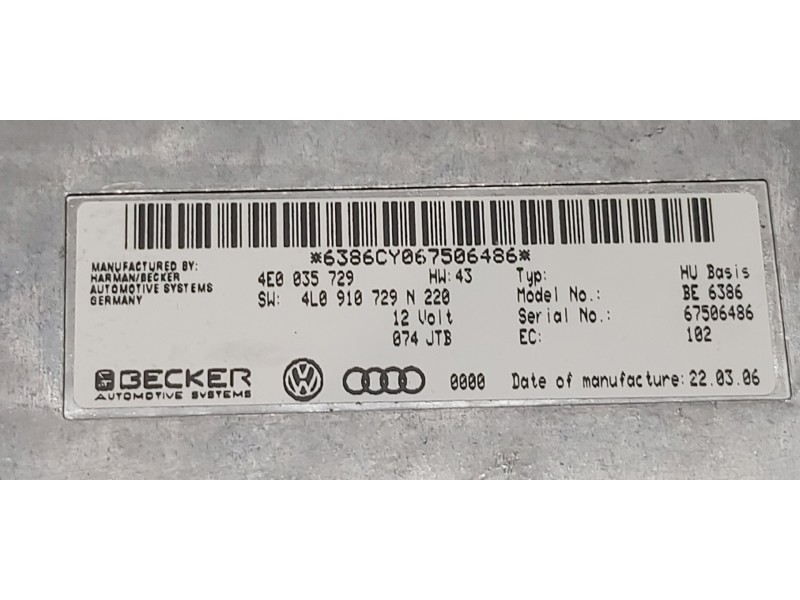 *6386CY067506486*
MANUFACTURED BY:
HARMAN/BECKER
AUTOMOTIVE SYSTEMS
GERMANY
4E0 035 729 HW: 43
SW: 4L0 910 729 N 220
12 Volt
074 JTB
Typ: HU Basis
Model No.: BE 6386
Serial No.: 67506486
EC: 102
BECKER
AUTOMOTIVE SYSTEMS
0000 Date of manufacture: 22.03.06